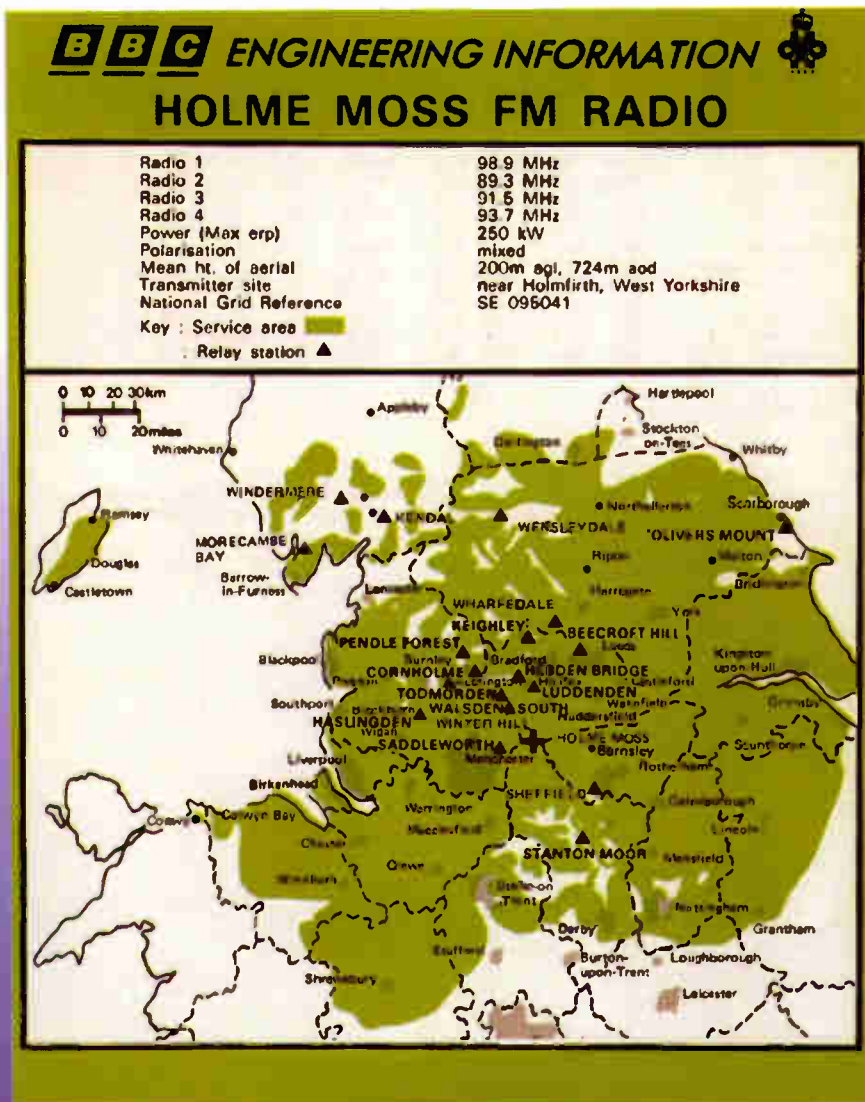 BBC ENGINEERING INFORMATION
HOLME MOSS FM RADIO
Radio 1 98.9 MHz
Radio 2 89.3 MHz
Radio 3 91.5 MHz
Radio 4 93.7 MHz
Power (Max erp) 250 kW
Polarisation mixed
Mean ht. of aerial 200m agl, 724m aod
Transmitter site near Holmfirth, West Yorkshire
National Grid Reference SE 095041
Key : Service area
: Relay station
0 10 20 30km
0 10 20miles
Appleby
Hartlepool
Stockton
on-Tees
Whitehaven
Darlington
Whitby
WINDERMERE
Ramsey
KENDAL
Northallerton
Scarborough
WENSLEYDALE
OLIVERS MOUNT
MORECAMBE
BAY
Douglas
Ripon
Malton
Castletown
Barrow-
in-Furness
Lancaster
Harrogate
Bridlington
WHARFEDALE
York
KEIGHLEY
BEECROFT HILL
PENDLE FOREST
Leeds
Blackpool
Burnley
Bradford
Kingston
upon-Hull
CORNHOLME
HEBDEN BRIDGE
Preston
Halifax
Castleford
TODMORDEN
LUDDENDEN
Southport
Blackburn
WALSDEN SOUTH
Wakefield
Grimsby
HASLINGDEN
WINTER HILL
Huddersfield
Wigan
HOLME MOSS
SADDLEWORTH
Barnsley
Scunthorpe
Liverpool
Manchester
Rotherham
Birkenhead
SHEFFIELD
Warrington
Gainsborough
Conwy
Colwyn Bay
Macclesfield
Lincoln
Chester
STANTON MOOR
Mansfield
Crewe
Wrexham
Stoke-on
Trent
Nottingham
Derby
Grantham
Stafford
Burton-
upon-Trent
Loughborough
Shrewsbury
Leicester